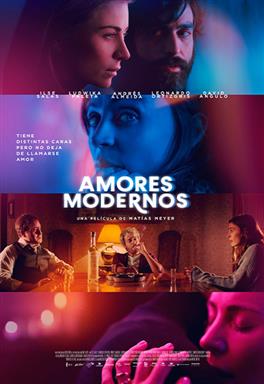 ILSE SALAS
LUDWIKA PALETA
ANDRÉS ALMEIDA
LEONARDO ORTIZGRIS
DAVID ANGULO
TIENE
DISTINTAS CARAS
PERO NO DEJA
DE LLAMARSE
AMOR
AMORES
MODERNOS
UNA PELÍCULA DE MATÍAS MEYER